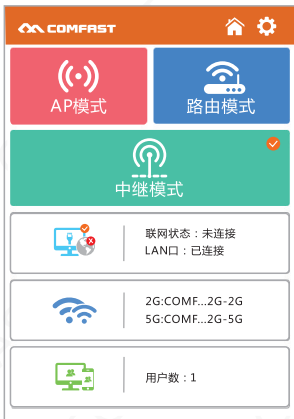 COMFAST
AP模式
路由模式
中继模式
联网状态：未连接
LAN口：已连接
2G:COMF...2G-2G
5G:COMF...2G-5G
用户数：1